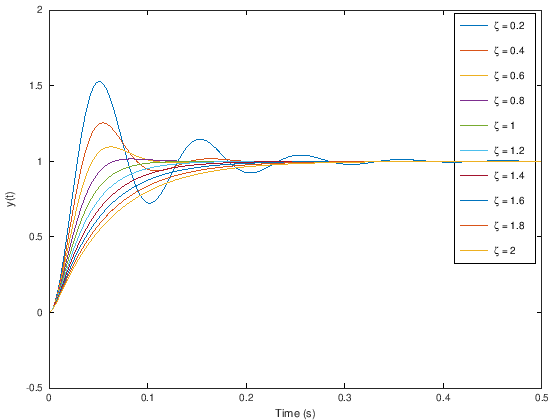 2
1.5
1
0.5
0
-0.5
y(t)
0
0.1
0.2
0.3
0.4
0.5
Time (s)
ζ = 0.2
ζ = 0.4
ζ = 0.6
ζ = 0.8
ζ = 1
ζ = 1.2
ζ = 1.4
ζ = 1.6
ζ = 1.8
ζ = 2